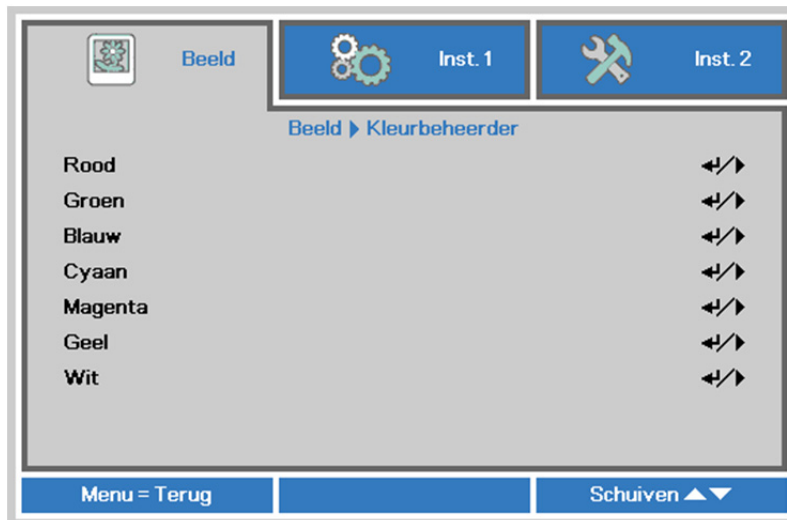 Beeld Inst. 1 Inst. 2
Beeld Kleurbeheerder
Rood
Groen
Blauw
Cyaan
Magenta
Geel
Wit
Menu = Terug Schuiven